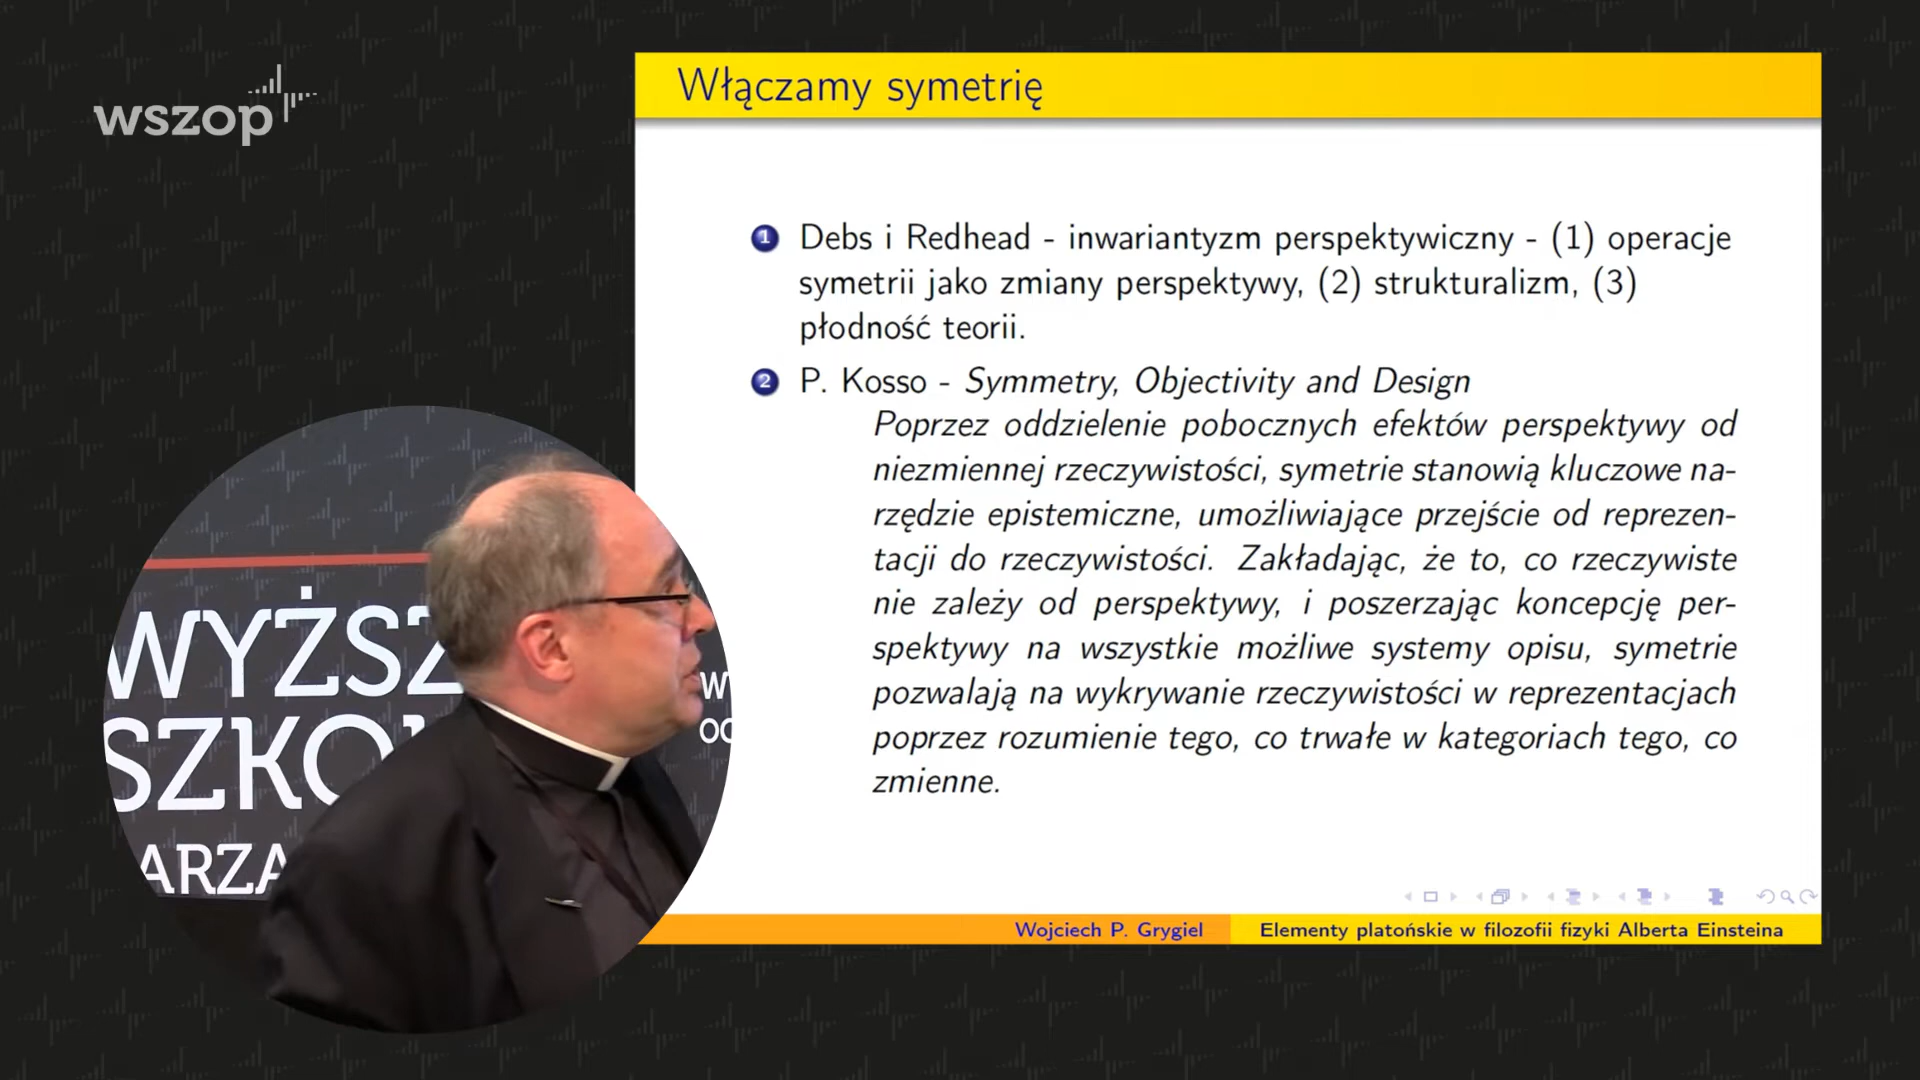 wszop
Włączamy symetrię
1 Debs i Redhead - inwariantyzm perspektywiczny - (1) operacje
symetrii jako zmiany perspektywy, (2) strukturalizm, (3)
płodność teorii.
2 P. Kosso - Symmetry, Objectivity and Design
Poprzez oddzielenie pobocznych efektów perspektywy od
niezmiennej rzeczywistości, symetrie stanowią kluczowe na-
rzędzie epistemiczne, umożliwiające przejście od reprezen-
tacji do rzeczywistości. Zakładając, że to, co rzeczywiste
nie zależy od perspektywy, i poszerzając koncepcję per-
spektywy na wszystkie możliwe systemy opisu, symetrie
pozwalają na wykrywanie rzeczywistości w reprezentacjach
poprzez rozumienie tego, co trwałe w kategoriach tego, co
zmienne.
WYŻSZ
SZKO
ARZA
W
OC
Wojciech P. Grygiel
Elementy platońskie w filozofii fizyki Alberta Einsteina